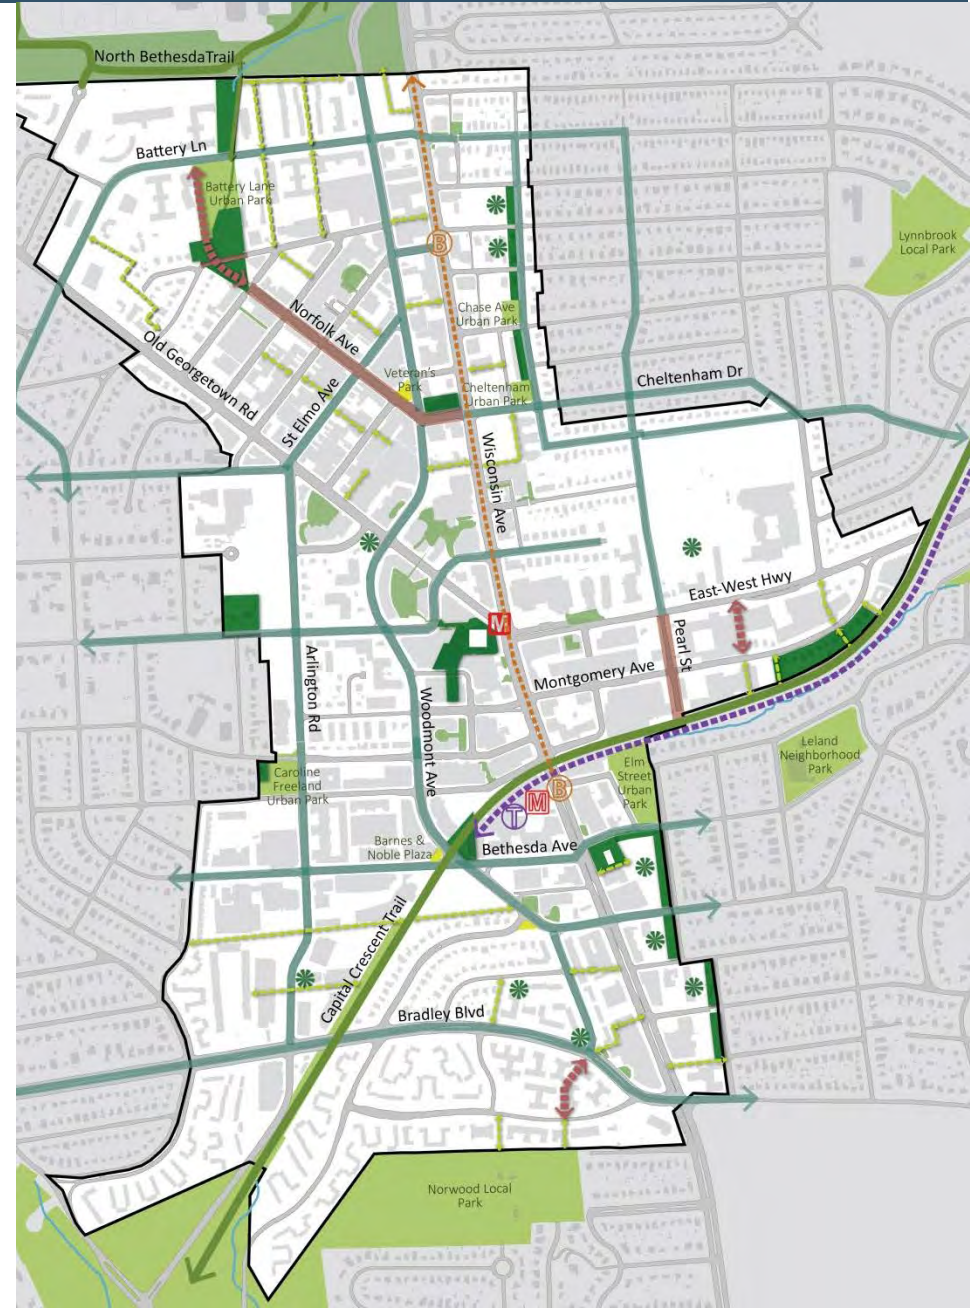 North BethesdaTrail
Battery Ln
Battery Lane
Urban Park
Lynnbrook
Local Park
B
Norfolk Ave
Chase Ave
Urban Park
Old Georgetown Rd
St Elmo Ave
Veteran's
Park
Cheltenham
Urban Park
Cheltenham Dr
Wisconsin Ave
East-West Hwy
M
Pearl St
Montgomery Ave
Arlington Rd
Woodmont Ave
Caroline
Freeland
Urban Park
Elm
Street
Urban
Park
Leland
Neighborhood
Park
B
M
T
Barnes &
Noble Plaza
Bethesda Ave
Capital Crescent Trail
Bradley Blvd
Norwood Local
Park